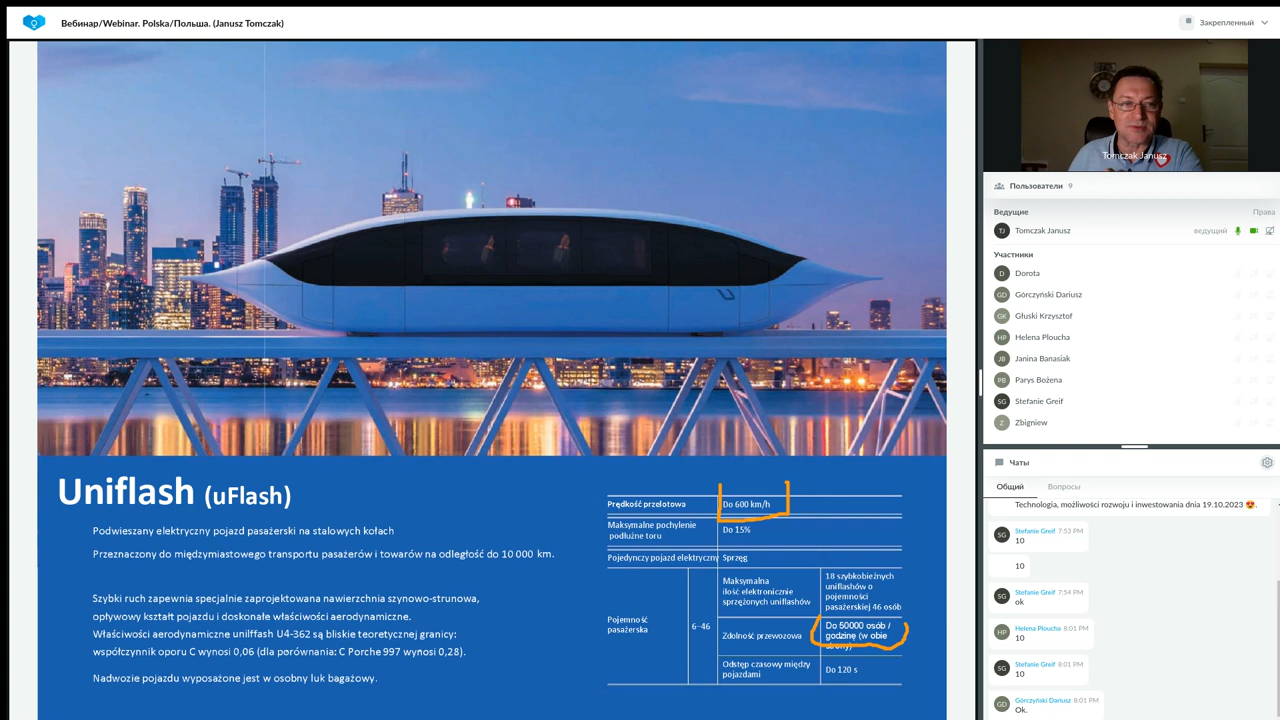 Вебинар/Webinar. Polska/Польша. (Janusz Tomczak)
Закрепленный
Uniflash (uFlash)
Podwieszany elektryczny pojazd pasażerski na stalowych kołach
Przeznaczony do międzymiastowego transportu pasażerów i towarów na odległość do 10 000 km.
Szybki ruch zapewnia specjalnie zaprojektowana nawierzchnia szynowo-strunowa,
opływowy kształt pojazdu i doskonałe właściwości aerodynamiczne.
Właściwości aerodynamiczne unilffash U4-362 są bliskie teoretycznej granicy:
współczynnik oporu C wynosi 0,06 (dla porównania: C Porche 997 wynosi 0,28).
Nadwozie pojazdu wyposażone jest w osobny luk bagażowy.
Prędkość przelotowa
Do 600 km/h
Maksymalne pochylenie
podłużne toru
Do 15%
Pojedynczy pojazd elektryczny
Sprzęg
Pojemność
pasażerska
6–46
Maksymalna
ilość elektronicznie
sprzężonych uniflashów
18 szybkobieżnych
uniflashów o
pojemności
pasażerskiej 46 osób
Zdolność przewozowa
Do 50000 osób /
godzinę (w obie
strony)
Odstęp czasowy między
pojazdami
Do 120 s
Tomczak Janusz
Пользователи 9
Ведущие
Права
TJ
Tomczak Janusz
ведущий
Участники
D
Dorota
GD
Górczyński Dariusz
GK
Głuski Krzysztof
HP
Helena Ploucha
JB
Janina Banasiak
PB
Parys Bożena
SG
Stefanie Greif
Z
Zbigniew
Чаты
Общий
Вопросы
Technologia, możliwości rozwoju i inwestowania dnia 19.10.2023 😍.
SG
Stefanie Greif 7:53 PM
10
10
SG
Stefanie Greif 7:54 PM
ok
HP
Helena Ploucha 8:01 PM
10
SG
Stefanie Greif 8:01 PM
10
GD
Górczyński Dariusz 8:01 PM
Ok.